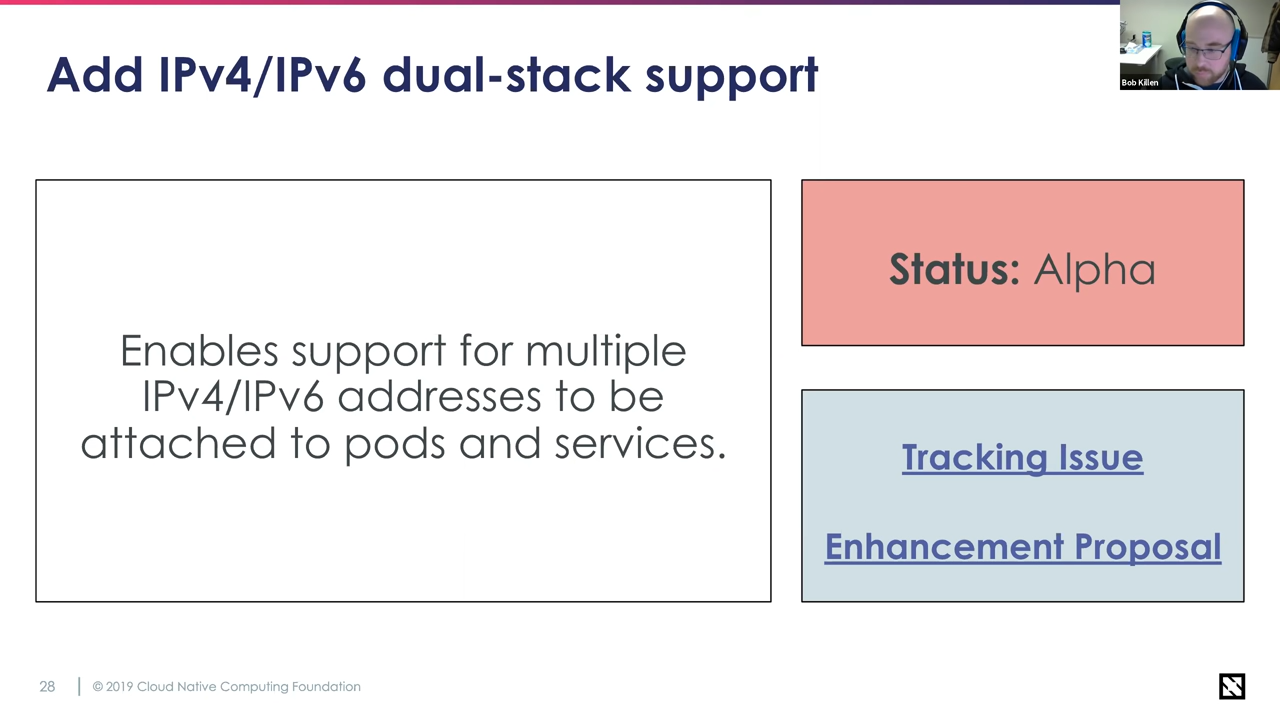 Add IPv4/IPv6 dual-stack support
Bob Killen
Enables support for multiple
IPv4/IPv6 addresses to be
attached to pods and services.
Status: Alpha
Tracking Issue
Enhancement Proposal
28
© 2019 Cloud Native Computing Foundation